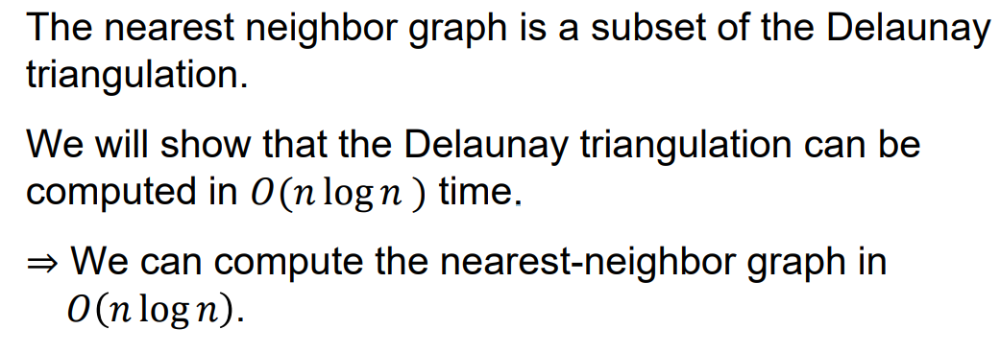 The nearest neighbor graph is a subset of the Delaunay
triangulation.
We will show that the Delaunay triangulation can be
computed in O(n log n) time.
⇒ We can compute the nearest-neighbor graph in
O(n log n).